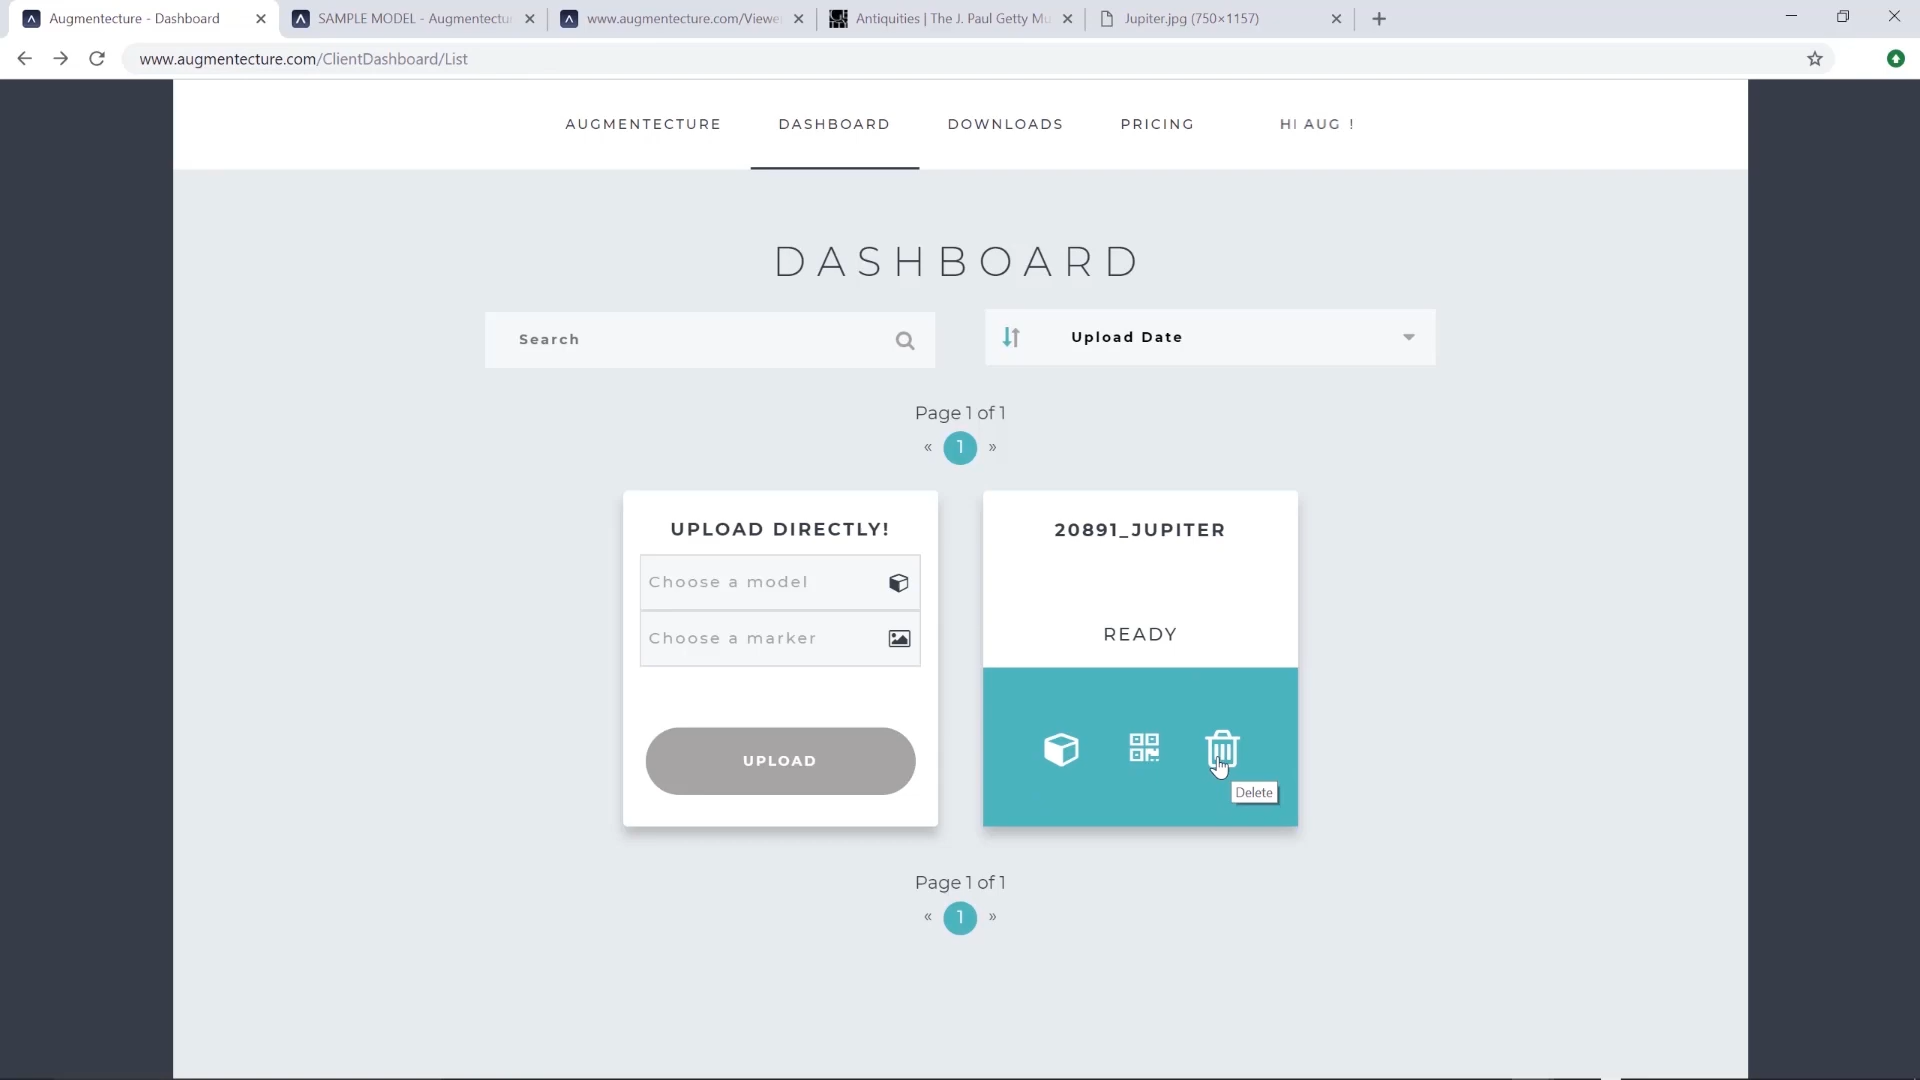 Augmentecture - Dashboard
SAMPLE MODEL - Augmentectu
www.augmentecture.com/Viewe
Antiquities | The J. Paul Getty Mu
Jupiter.jpg (750×1157)
www.augmentecture.com/ClientDashboard/List
AUGMENTECTURE
DASHBOARD
DOWNLOADS
PRICING
HI AUG !
DASHBOARD
Search
Upload Date
Page 1 of 1
« 1 »
UPLOAD DIRECTLY!
Choose a model
Choose a marker
UPLOAD
20891_JUPITER
READY
Delete
Page 1 of 1
« 1 »